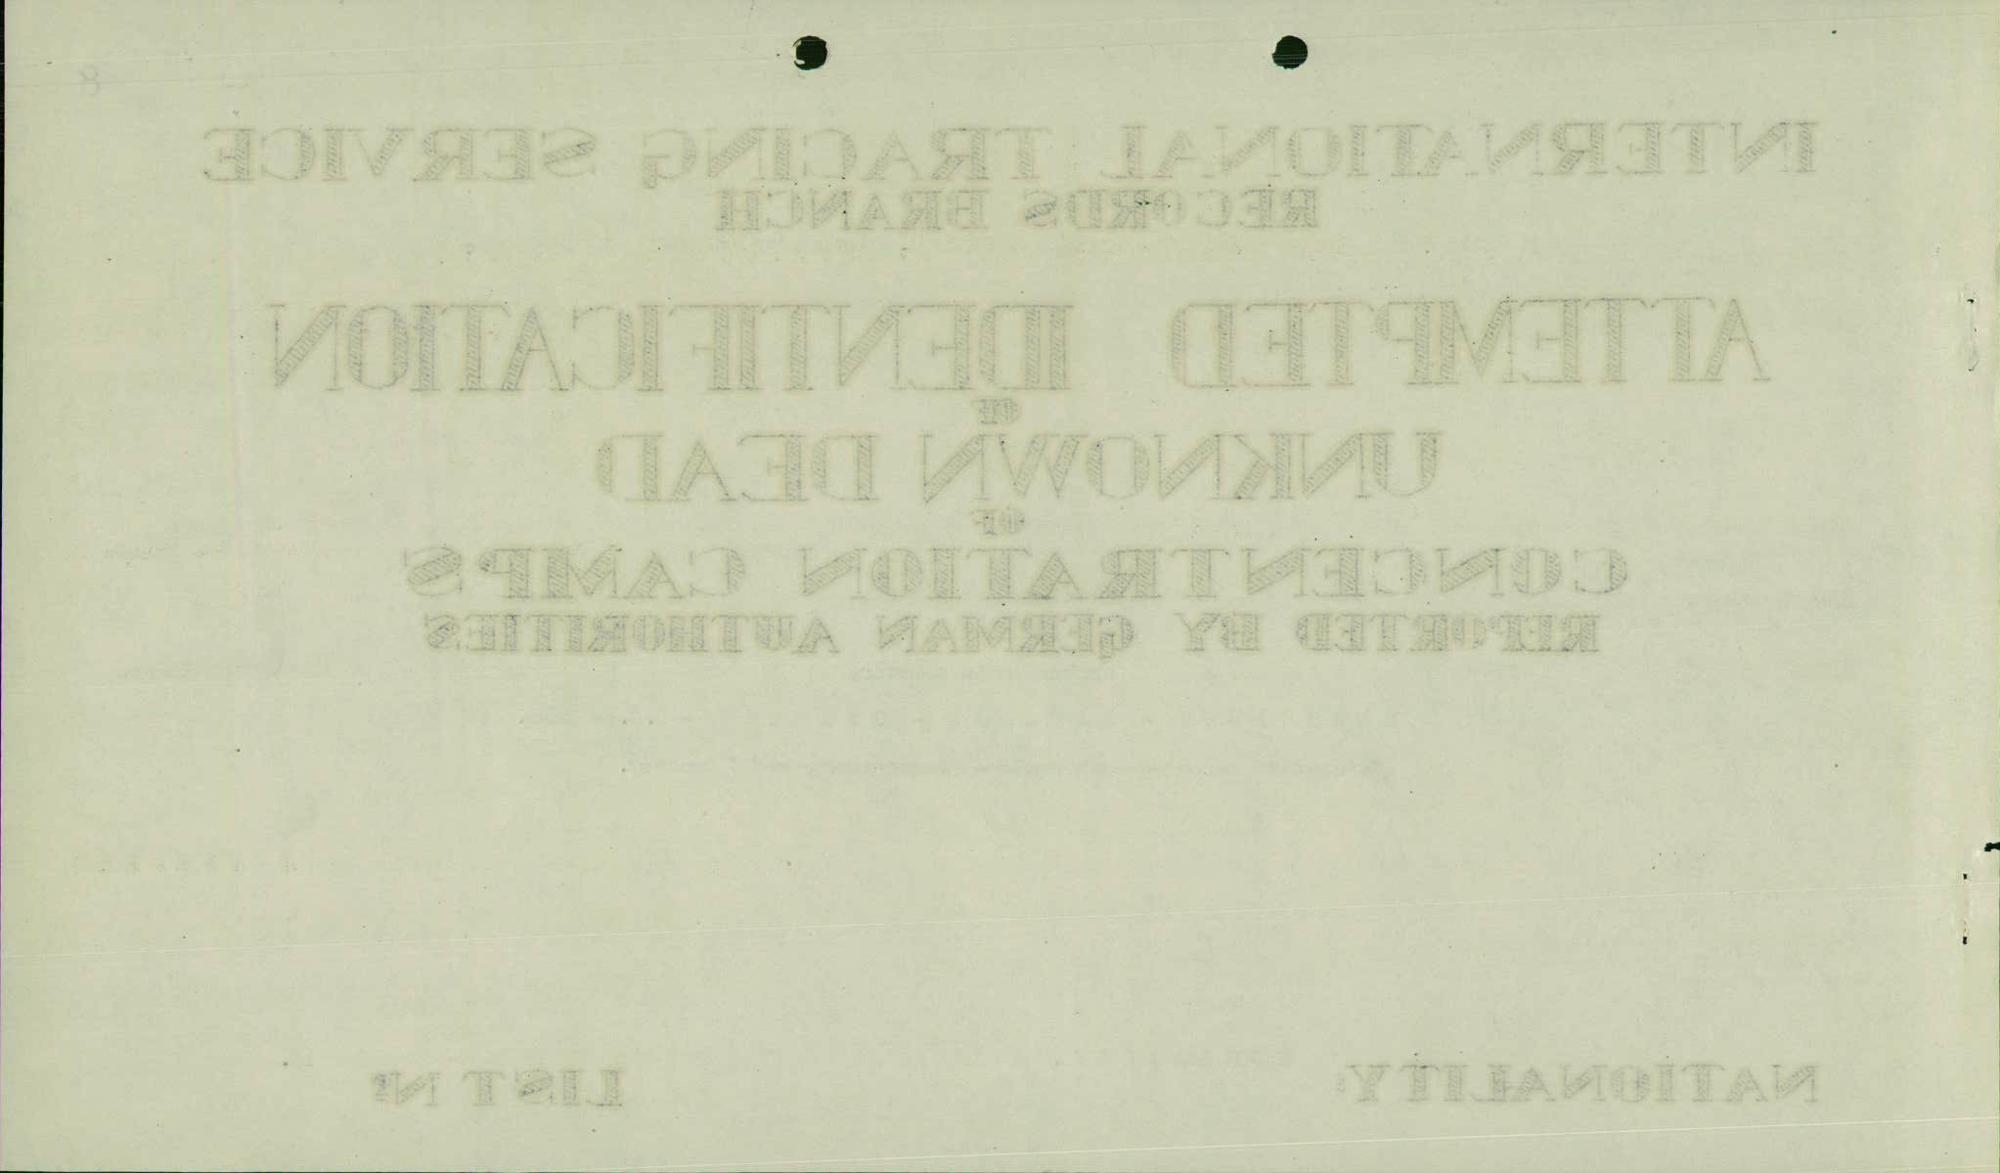 INTERNATIONAL TRACING SERVICE
RECORDS BRANCH
ATTEMPTED IDENTIFICATION
OF
UNKNOWN DEAD
OF
CONCENTRATION CAMPS
REPORTED BY GERMAN AUTHORITIES
NATIONALITY: LIST Nº